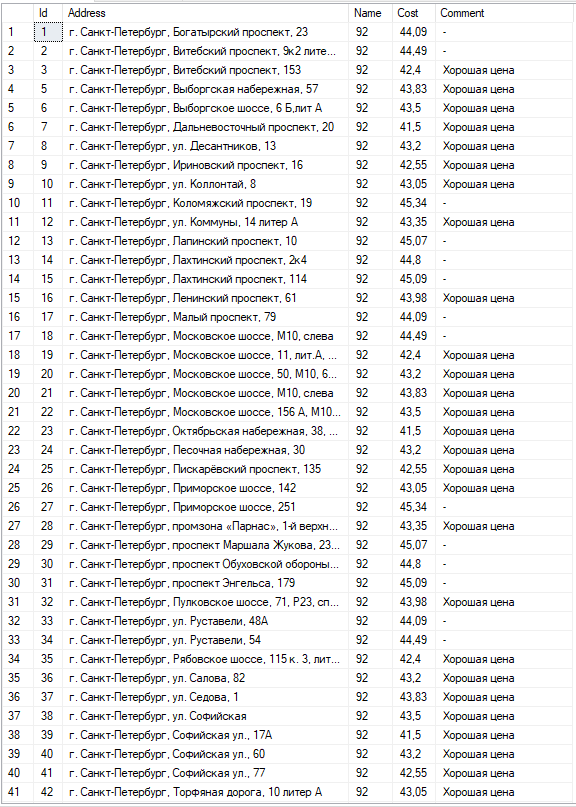 Id Address Name Cost Comment
1 1 г. Санкт-Петербург, Богатырский проспект, 23 92 44,09 -
2 2 г. Санкт-Петербург, Витебский проспект, 9к2 лите... 92 44,49 -
3 3 г. Санкт-Петербург, Витебский проспект, 153 92 42,4 Хорошая цена
4 5 г. Санкт-Петербург, Выборгская набережная, 57 92 43,83 Хорошая цена
5 6 г. Санкт-Петербург, Выборгское шоссе, 6 Б,лит А 92 43,5 Хорошая цена
6 7 г. Санкт-Петербург, Дальневосточный проспект, 20 92 41,5 Хорошая цена
7 8 г. Санкт-Петербург, ул. Десантников, 13 92 43,2 Хорошая цена
8 9 г. Санкт-Петербург, Ириновский проспект, 16 92 42,55 Хорошая цена
9 10 г. Санкт-Петербург, ул. Коллонтай, 8 92 43,05 Хорошая цена
10 11 г. Санкт-Петербург, Коломяжский проспект, 19 92 45,34 -
11 12 г. Санкт-Петербург, ул. Коммуны, 14 литер А 92 43,35 Хорошая цена
12 13 г. Санкт-Петербург, Лапинский проспект, 10 92 45,07 -
13 14 г. Санкт-Петербург, Лахтинский проспект, 2к4 92 44,8 -
14 15 г. Санкт-Петербург, Лахтинский проспект, 114 92 45,09 -
15 16 г. Санкт-Петербург, Ленинский проспект, 61 92 43,98 Хорошая цена
16 17 г. Санкт-Петербург, Малый проспект, 79 92 44,09 -
17 18 г. Санкт-Петербург, Московское шоссе, М10, слева 92 44,49 -
18 19 г. Санкт-Петербург, Московское шоссе, 11, лит.А, ... 92 42,4 Хорошая цена
19 20 г. Санкт-Петербург, Московское шоссе, 50, М10, 6... 92 43,2 Хорошая цена
20 21 г. Санкт-Петербург, Московское шоссе, М10, слева 92 43,83 Хорошая цена
21 22 г. Санкт-Петербург, Московское шоссе, 156 А, М10... 92 43,5 Хорошая цена
22 23 г. Санкт-Петербург, Октябрьская набережная, 38, ... 92 41,5 Хорошая цена
23 24 г. Санкт-Петербург, Песочная набережная, 30 92 43,2 Хорошая цена
24 25 г. Санкт-Петербург, Пискарёвский проспект, 135 92 42,55 Хорошая цена
25 26 г. Санкт-Петербург, Приморское шоссе, 142 92 43,05 Хорошая цена
26 27 г. Санкт-Петербург, Приморское шоссе, 251 92 45,34 -
27 28 г. Санкт-Петербург, промзона «Парнас», 1-й верхн... 92 43,35 Хорошая цена
28 29 г. Санкт-Петербург, проспект Маршала Жукова, 23... 92 45,07 -
29 30 г. Санкт-Петербург, проспект Обуховской обороны... 92 44,8 -
30 31 г. Санкт-Петербург, проспект Энгельса, 179 92 45,09 -
31 32 г. Санкт-Петербург, Пулковское шоссе, 71, Р23, сп... 92 43,98 Хорошая цена
32 33 г. Санкт-Петербург, ул. Руставели, 48А 92 44,09 -
33 34 г. Санкт-Петербург, ул. Руставели, 54 92 44,49 -
34 35 г. Санкт-Петербург, Рябовское шоссе, 115 к. 3, лит... 92 42,4 Хорошая цена
35 36 г. Санкт-Петербург, ул. Салова, 82 92 43,2 Хорошая цена
36 37 г. Санкт-Петербург, ул. Седова, 1 92 43,83 Хорошая цена
37 38 г. Санкт-Петербург, ул. Софийская 92 43,5 Хорошая цена
38 39 г. Санкт-Петербург, Софийская ул., 17А 92 41,5 Хорошая цена
39 40 г. Санкт-Петербург, Софийская ул., 60 92 43,2 Хорошая цена
40 41 г. Санкт-Петербург, Софийская ул., 77 92 42,55 Хорошая цена
41 42 г. Санкт-Петербург, Торфяная дорога, 10 литер А 92 43,05 Хорошая цена